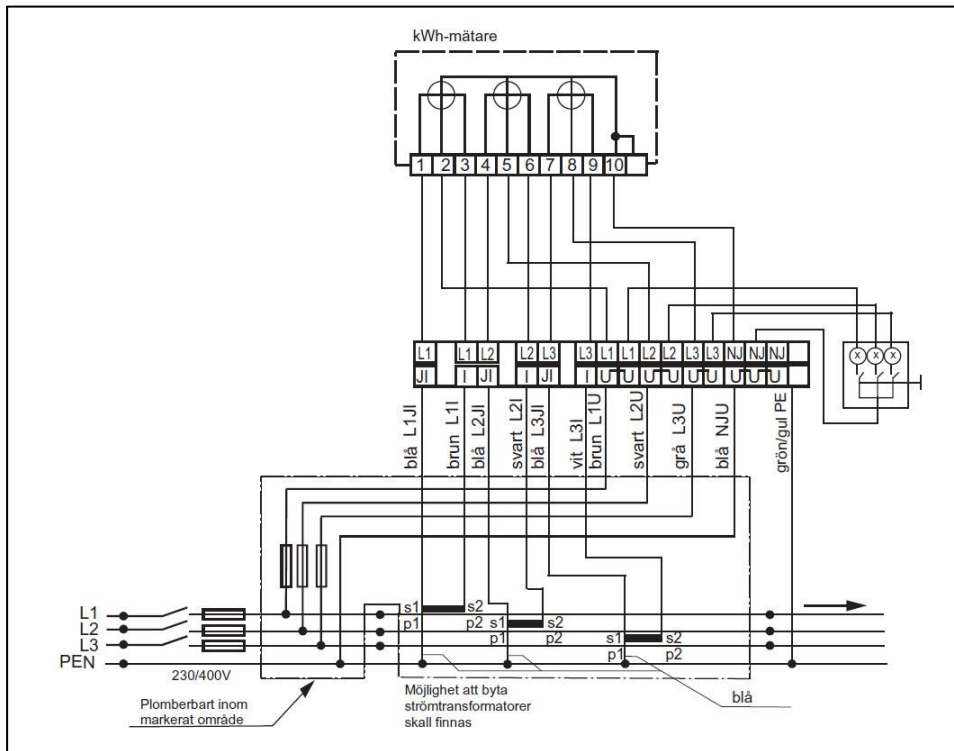 kWh-mätare
1 2 3 4 5 6 7 8 9 10
L1 L1 L2 L2 L3 L3 L1 L1 L2 L2 L3 L3 NJ NJ NJ
JI I JI I JI I U U U U U U U U U
x x x
blå L1JI
brun L1I
blå L2JI
svart L2I
blå L3JI
vit L3I
brun L1U
svart L2U
grå L3U
blå NJU
grön/gul PE
s1 s2
L1
p1 p2 s1 s2
L2
p1 p2 s1 s2
L3
p1 p2
PEN
230/400V
Plomberbart inom
markerat område
Möjlighet att byta
strömtransformatorer
skall finnas
blå